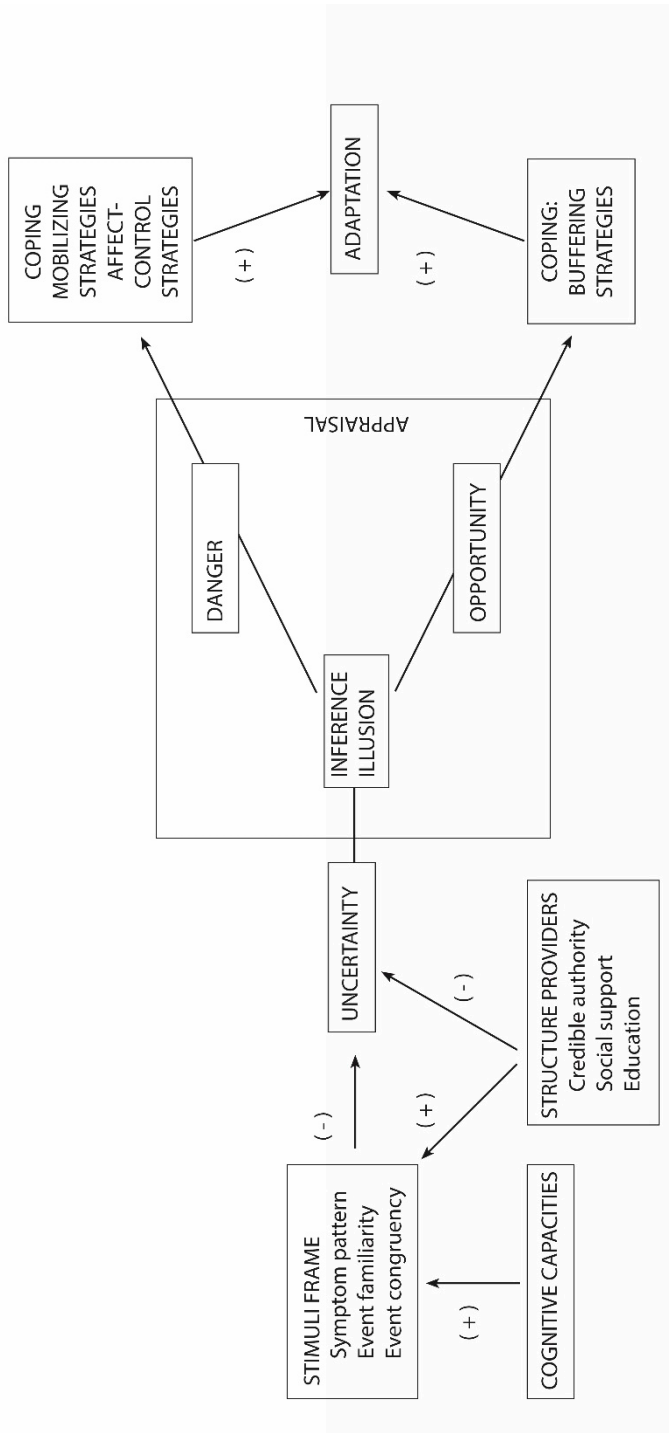 STIMULI FRAME
Symptom pattern
Event familiarity
Event congruency
(+)
COGNITIVE CAPACITIES
(-)
(+)
(-)
STRUCTURE PROVIDERS
Credible authority
Social support
Education
UNCERTAINTY
INFERENCE
ILLUSION
APPRAISAL
DANGER
OPPORTUNITY
COPING
MOBILIZING
STRATEGIES
AFFECT-
CONTROL
STRATEGIES
(+)
ADAPTATION
(+)
COPING:
BUFFERING
STRATEGIES